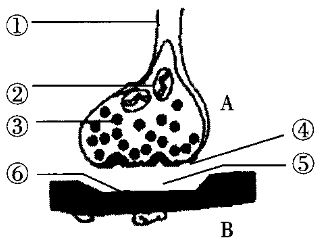 ①
②
③ A
④
⑤
⑥
B